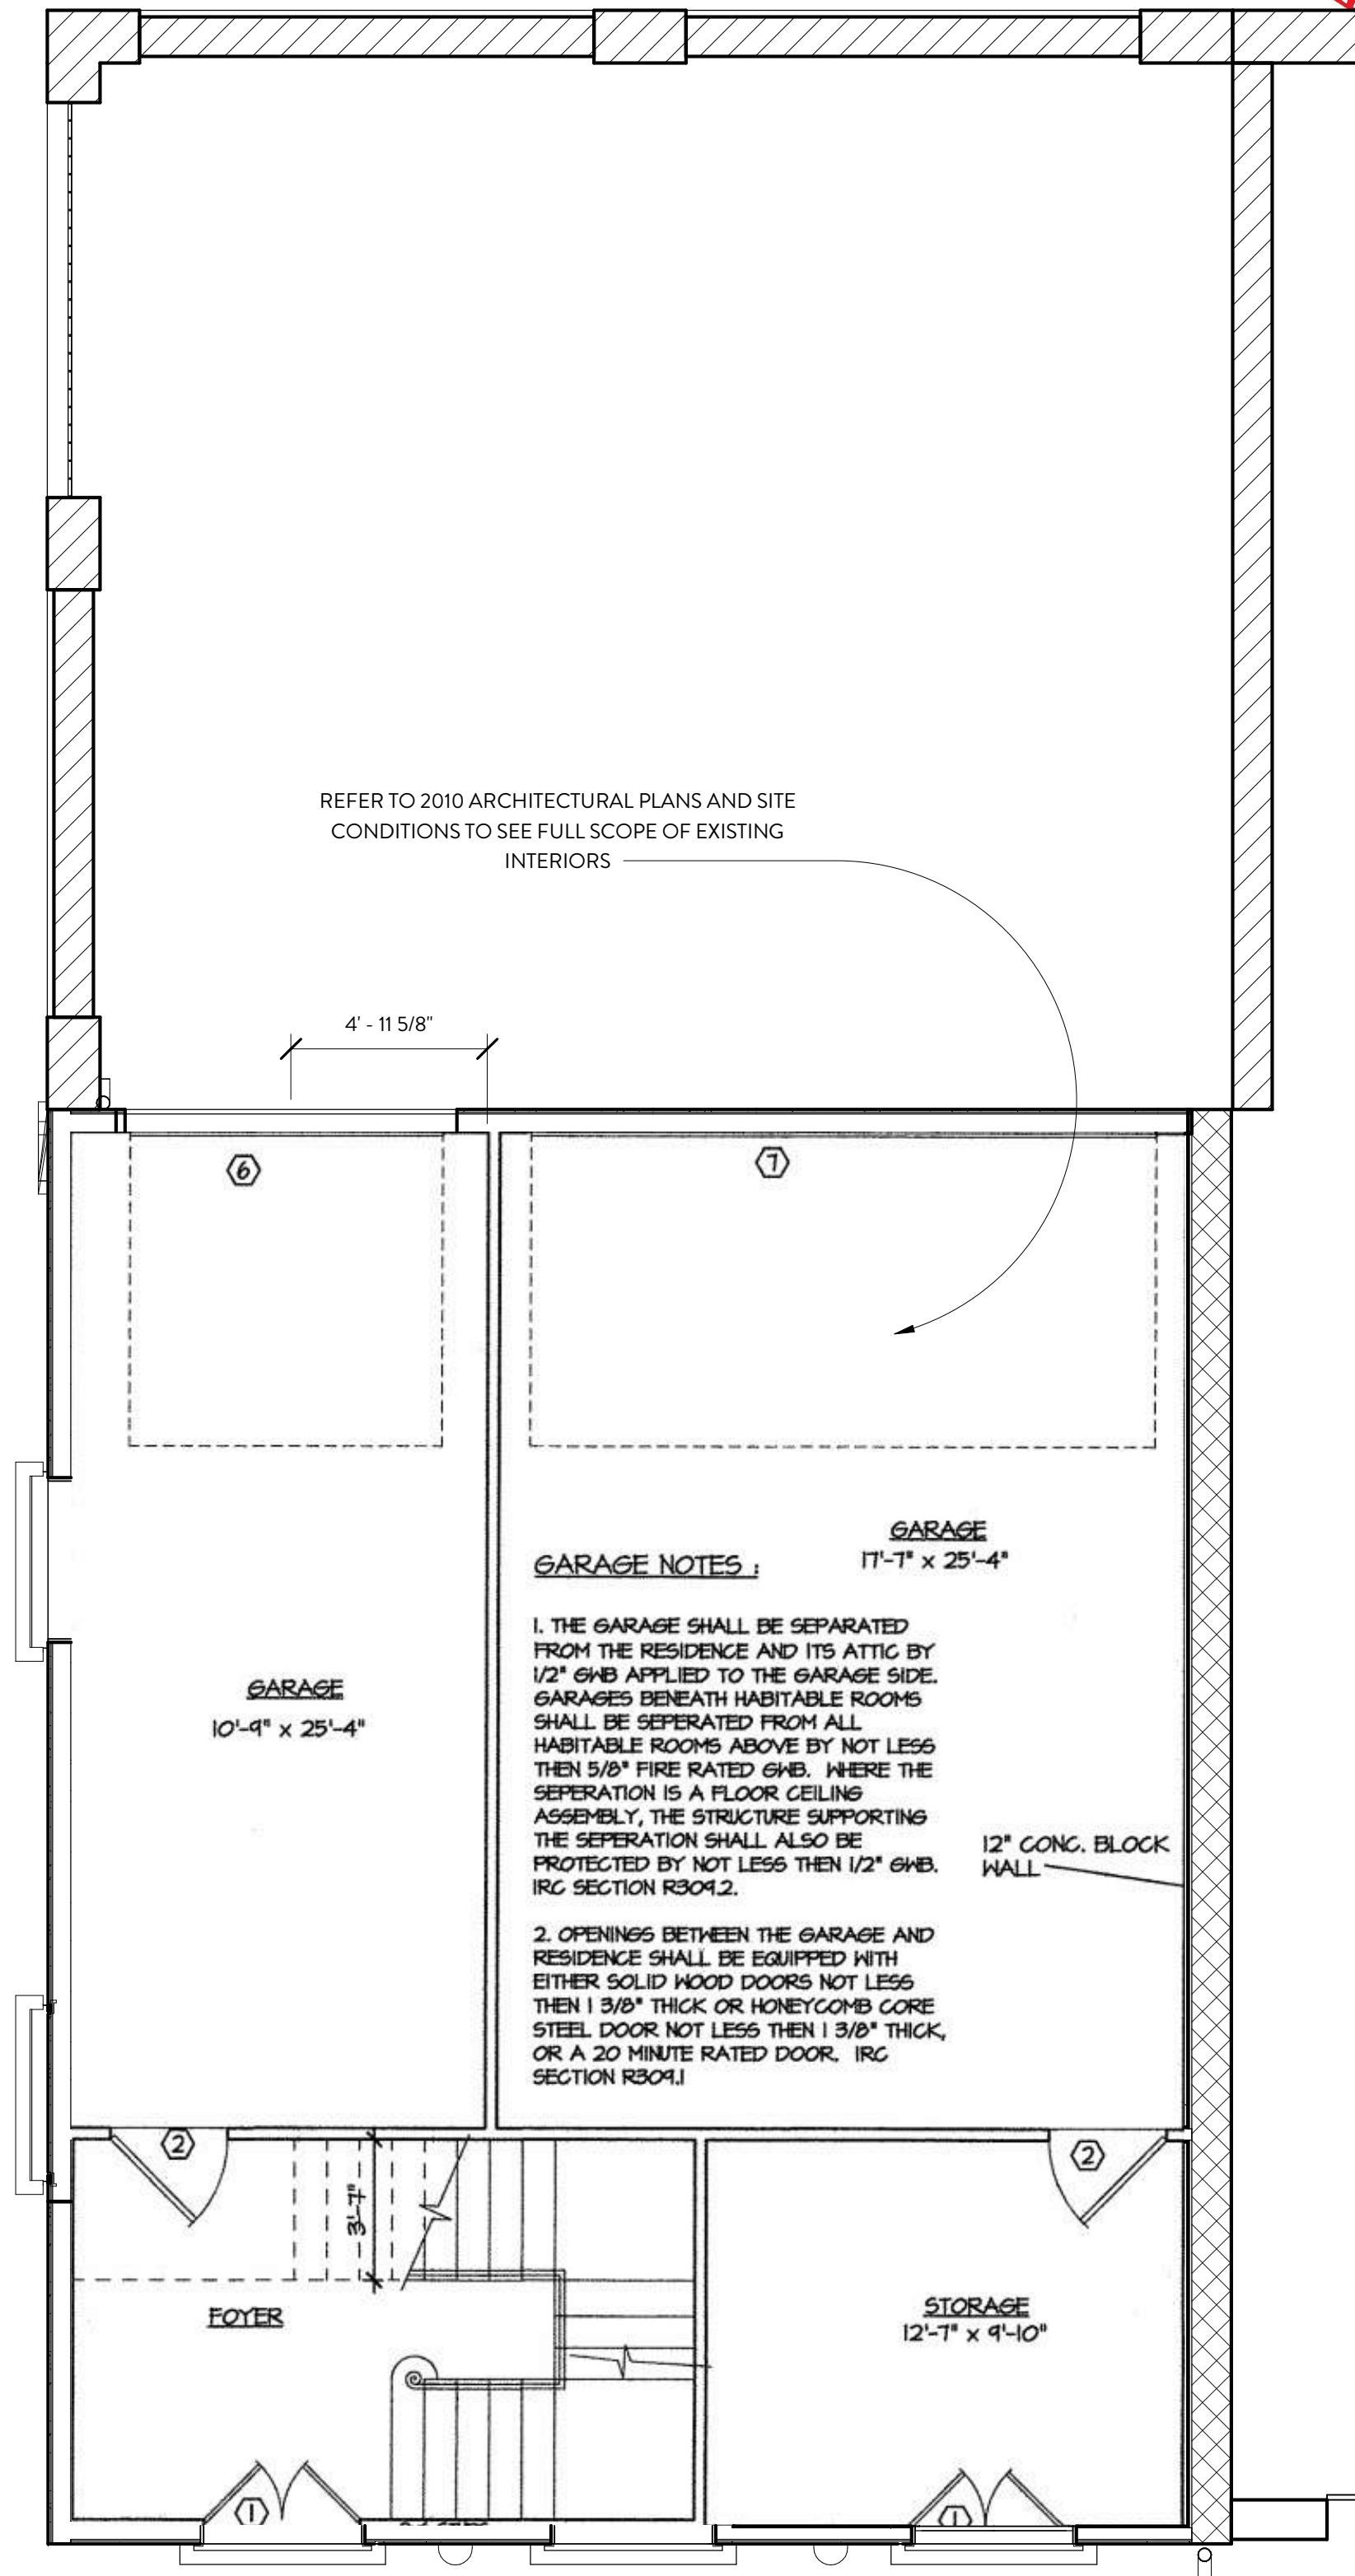 REFER TO 2010 ARCHITECTURAL PLANS AND SITE
CONDITIONS TO SEE FULL SCOPE OF EXISTING
INTERIORS
4' - 11 5/8"
6
7
GARAGE
17'-7" x 25'-4"
GARAGE NOTES :
1. THE GARAGE SHALL BE SEPARATED
FROM THE RESIDENCE AND ITS ATTIC BY
1/2" GWB APPLIED TO THE GARAGE SIDE.
GARAGES BENEATH HABITABLE ROOMS
SHALL BE SEPERATED FROM ALL
HABITABLE ROOMS ABOVE BY NOT LESS
THEN 5/8" FIRE RATED GWB. WHERE THE
SEPERATION IS A FLOOR CEILING
ASSEMBLY, THE STRUCTURE SUPPORTING
THE SEPERATION SHALL ALSO BE
PROTECTED BY NOT LESS THEN 1/2" GWB.
IRC SECTION R309.2.
2. OPENINGS BETWEEN THE GARAGE AND
RESIDENCE SHALL BE EQUIPPED WITH
EITHER SOLID WOOD DOORS NOT LESS
THEN 1 3/8" THICK OR HONEYCOMB CORE
STEEL DOOR NOT LESS THEN 1 3/8" THICK,
OR A 20 MINUTE RATED DOOR. IRC
SECTION R309.1
GARAGE
10'-9" x 25'-4"
12" CONC. BLOCK
WALL
2
2
3'-7"
FOYER
STORAGE
12'-7" x 9'-10"
1
1